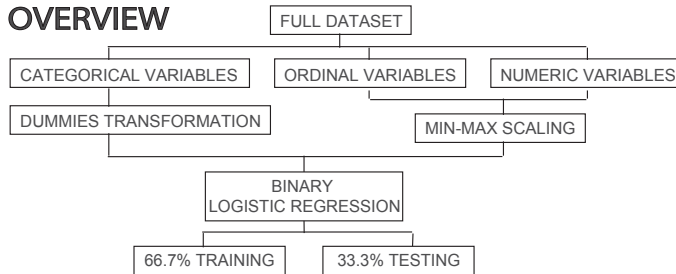 OVERVIEW
FULL DATASET
CATEGORICAL VARIABLES
ORDINAL VARIABLES
NUMERIC VARIABLES
DUMMIES TRANSFORMATION
MIN-MAX SCALING
BINARY
LOGISTIC REGRESSION
66.7% TRAINING
33.3% TESTING